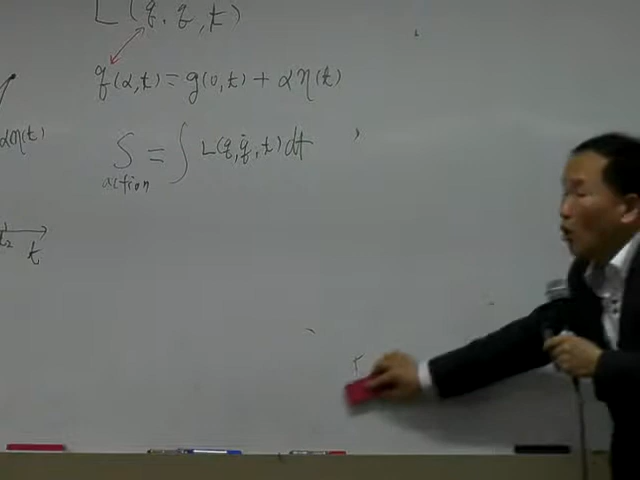 L(q, q̇, t)
q(α,t) = q(0,t) + αη(t)
αη(t)
S = ∫ L(q, q̇, t) dt
action
t₂ t